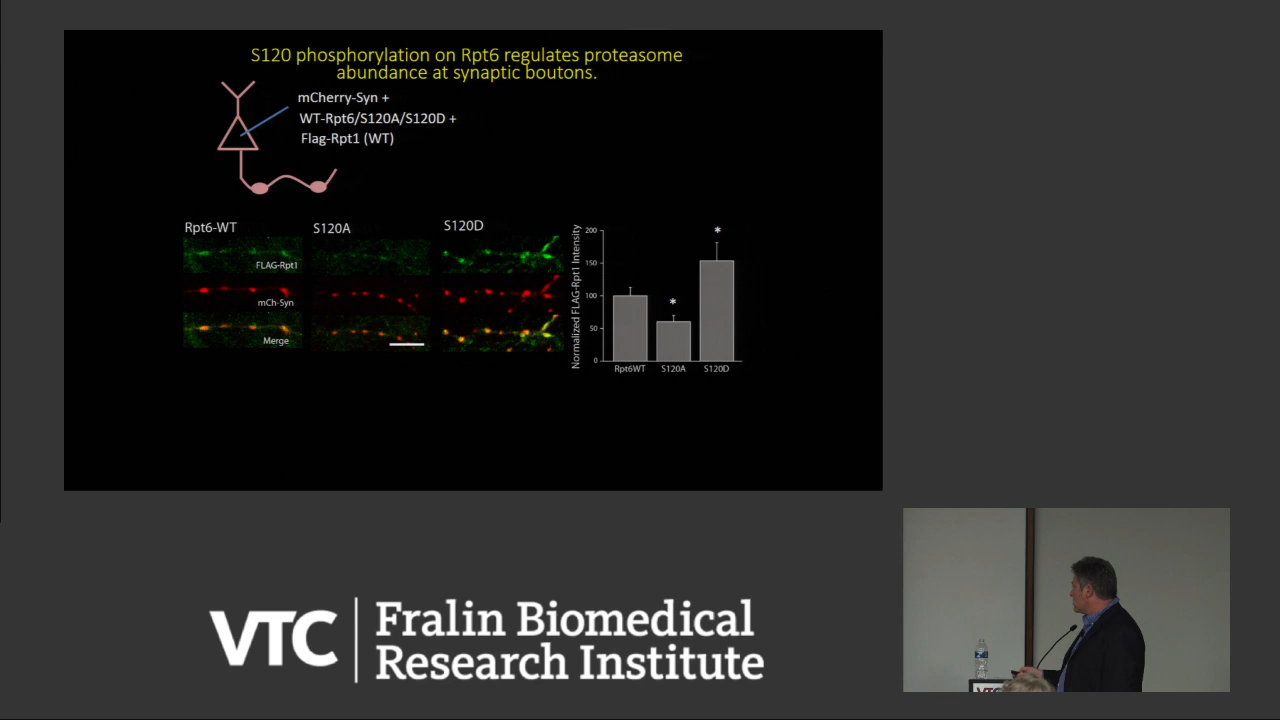 S120 phosphorylation on Rpt6 regulates proteasome
abundance at synaptic boutons.
mCherry-Syn +
WT-Rpt6/S120A/S120D +
Flag-Rpt1 (WT)
Rpt6-WT
S120A
S120D
FLAG-Rpt1
mCh-Syn
Merge
Normalized FLAG-Rpt1 Intensity
200
150
100
50
0
*
*
Rpt6WT
S120A
S120D
VTC
Fralin Biomedical
Research Institute
VTC